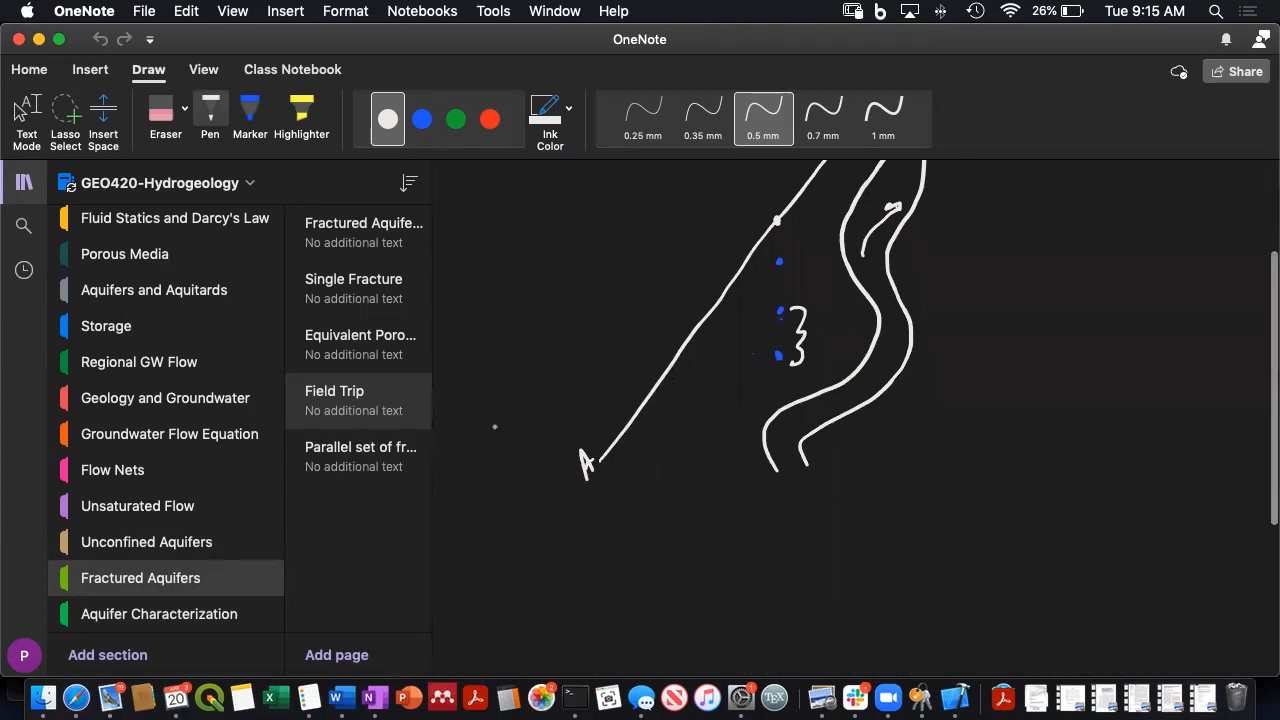 OneNote File Edit View Insert Format Notebooks Tools Window Help 26% Tue 9:15 AM
OneNote
Home Insert Draw View Class Notebook Share
Text Mode
Lasso Select
Insert Space
Eraser
Pen
Marker
Highlighter
Ink Color
0.25 mm
0.35 mm
0.5 mm
0.7 mm
1 mm
GEO420-Hydrogeology
Fluid Statics and Darcy's Law
Porous Media
Aquifers and Aquitards
Storage
Regional GW Flow
Geology and Groundwater
Groundwater Flow Equation
Flow Nets
Unsaturated Flow
Unconfined Aquifers
Fractured Aquifers
Aquifer Characterization
Add section
Fractured Aquife...
No additional text
Single Fracture
No additional text
Equivalent Poro...
No additional text
Field Trip
No additional text
Parallel set of fr...
No additional text
Add page
A
P
9
20
3
2
1